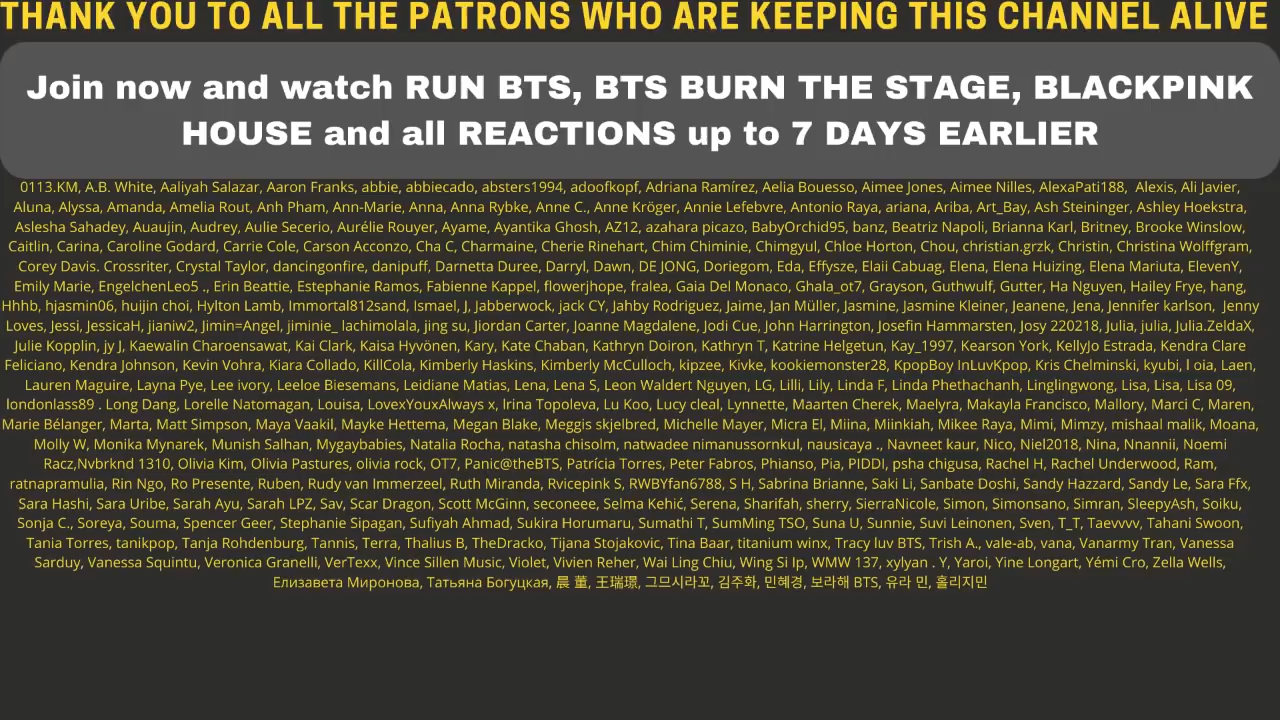 THANK YOU TO ALL THE PATRONS WHO ARE KEEPING THIS CHANNEL ALIVE
Join now and watch RUN BTS, BTS BURN THE STAGE, BLACKPINK
HOUSE and all REACTIONS up to 7 DAYS EARLIER
0113.KM, A.B. White, Aaliyah Salazar, Aaron Franks, abbie, abbiecado, absters1994, adoofkopf, Adriana Ramírez, Aelia Bouesso, Aimee Jones, Aimee Nilles, AlexaPati188, Alexis, Ali Javier,
Aluna, Alyssa, Amanda, Amelia Rout, Anh Pham, Ann-Marie, Anna, Anna Rybke, Anne C., Anne Kröger, Annie Lefebvre, Antonio Raya, ariana, Ariba, Art_Bay, Ash Steininger, Ashley Hoekstra,
Aslesha Sahadey, Auaujin, Audrey, Aulie Secerio, Aurélie Rouyer, Ayame, Ayantika Ghosh, AZ12, azahara picazo, BabyOrchid95, banz, Beatriz Napoli, Brianna Karl, Britney, Brooke Winslow,
Caitlin, Carina, Caroline Godard, Carrie Cole, Carson Acconzo, Cha C, Charmaine, Cherie Rinehart, Chim Chiminie, Chimgyul, Chloe Horton, Chou, christian.grzk, Christin, Christina Wolffgram,
Corey Davis. Crossriter, Crystal Taylor, dancingonfire, danipuff, Darnetta Duree, Darryl, Dawn, DE JONG, Doriegom, Eda, Effysze, Elaii Cabuag, Elena, Elena Huizing, Elena Mariuta, ElevenY,
Emily Marie, EngelchenLeo5 ., Erin Beattie, Estephanie Ramos, Fabienne Kappel, flowerjhope, fralea, Gaia Del Monaco, Ghala_ot7, Grayson, Guthwulf, Gutter, Ha Nguyen, Hailey Frye, hang,
Hhhb, hjasmin06, huijin choi, Hylton Lamb, Immortal812sand, Ismael, J, Jabberwock, jack CY, Jahby Rodriguez, Jaime, Jan Müller, Jasmine, Jasmine Kleiner, Jeanene, Jena, Jennifer karlson, Jenny
Loves, Jessi, JessicaH, jianiw2, Jimin=Angel, jiminie_ lachimolala, jing su, Jiordan Carter, Joanne Magdalene, Jodi Cue, John Harrington, Josefin Hammarsten, Josy 220218, Julia, julia, Julia.ZeldaX,
Julie Kopplin, jy J, Kaewalin Charoensawat, Kai Clark, Kaisa Hyvönen, Kary, Kate Chaban, Kathryn Doiron, Kathryn T, Katrine Helgetun, Kay_1997, Kearson York, KellyJo Estrada, Kendra Clare
Feliciano, Kendra Johnson, Kevin Vohra, Kiara Collado, KillCola, Kimberly Haskins, Kimberly McCulloch, kipzee, Kivke, kookiemonster28, KpopBoy InLuvKpop, Kris Chelminski, kyubi, l oia, Laen,
Lauren Maguire, Layna Pye, Lee ivory, Leeloe Biesemans, Leidiane Matias, Lena, Lena S, Leon Waldert Nguyen, LG, Lilli, Lily, Linda F, Linda Phethachanh, Linglingwong, Lisa, Lisa, Lisa 09,
londonlass89 . Long Dang, Lorelle Natomagan, Louisa, LovexYouxAlways x, lrina Topoleva, Lu Koo, Lucy cleal, Lynnette, Maarten Cherek, Maelyra, Makayla Francisco, Mallory, Marci C, Maren,
Marie Bélanger, Marta, Matt Simpson, Maya Vaakil, Mayke Hettema, Megan Blake, Meggis skjelbred, Michelle Mayer, Micra El, Miina, Miinkiah, Mikee Raya, Mimi, Mimzy, mishaal malik, Moana,
Molly W, Monika Mynarek, Munish Salhan, Mygaybabies, Natalia Rocha, natasha chisolm, natwadee nimanussornkul, nausicaya ., Navneet kaur, Nico, Niel2018, Nina, Nnannii, Noemi
Racz,Nvbrknd 1310, Olivia Kim, Olivia Pastures, olivia rock, OT7, Panic@theBTS, Patrícia Torres, Peter Fabros, Phianso, Pia, PIDDI, psha chigusa, Rachel H, Rachel Underwood, Ram,
ratnapramulia, Rin Ngo, Ro Presente, Ruben, Rudy van Immerzeel, Ruth Miranda, Rvicepink S, RWBYfan6788, S H, Sabrina Brianne, Saki Li, Sanbate Doshi, Sandy Hazzard, Sandy Le, Sara Ffx,
Sara Hashi, Sara Uribe, Sarah Ayu, Sarah LPZ, Sav, Scar Dragon, Scott McGinn, seconeee, Selma Kehić, Serena, Sharifah, sherry, SierraNicole, Simon, Simonsano, Simran, SleepyAsh, Soiku,
Sonja C., Soreya, Souma, Spencer Geer, Stephanie Sipagan, Sufiyah Ahmad, Sukira Horumaru, Sumathi T, SumMing TSO, Suna U, Sunnie, Suvi Leinonen, Sven, T_T, Taevvvv, Tahani Swoon,
Tania Torres, tanikpop, Tanja Rohdenburg, Tannis, Terra, Thalius B, TheDracko, Tijana Stojakovic, Tina Baar, titanium winx, Tracy luv BTS, Trish A., vale-ab, vana, Vanarmy Tran, Vanessa
Sarduy, Vanessa Squintu, Veronica Granelli, VerTexx, Vince Sillen Music, Violet, Vivien Reher, Wai Ling Chiu, Wing Si Ip, WMW 137, xylyan . Y, Yaroi, Yine Longart, Yémi Cro, Zella Wells,
Елизавета Миронова, Татьяна Богуцкая, 晨 董, 王瑞璟, 그므시라꼬, 김주화, 민혜경, 보라해 BTS, 유라 민, 홀리지민